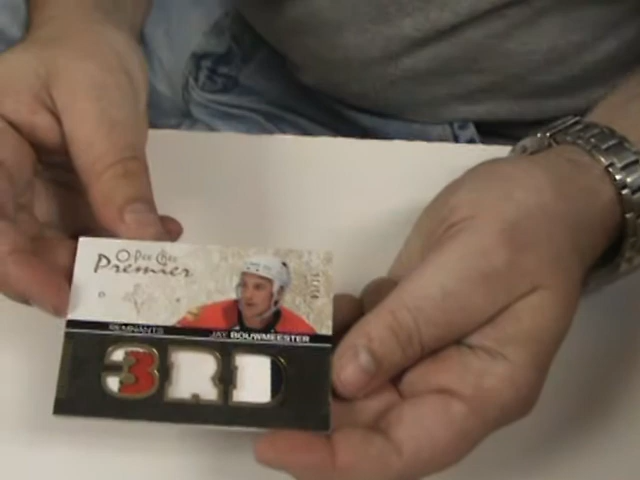 O Pee Chee
Premier
D
REMNANTS
JAY BOUWMEESTER
3RD